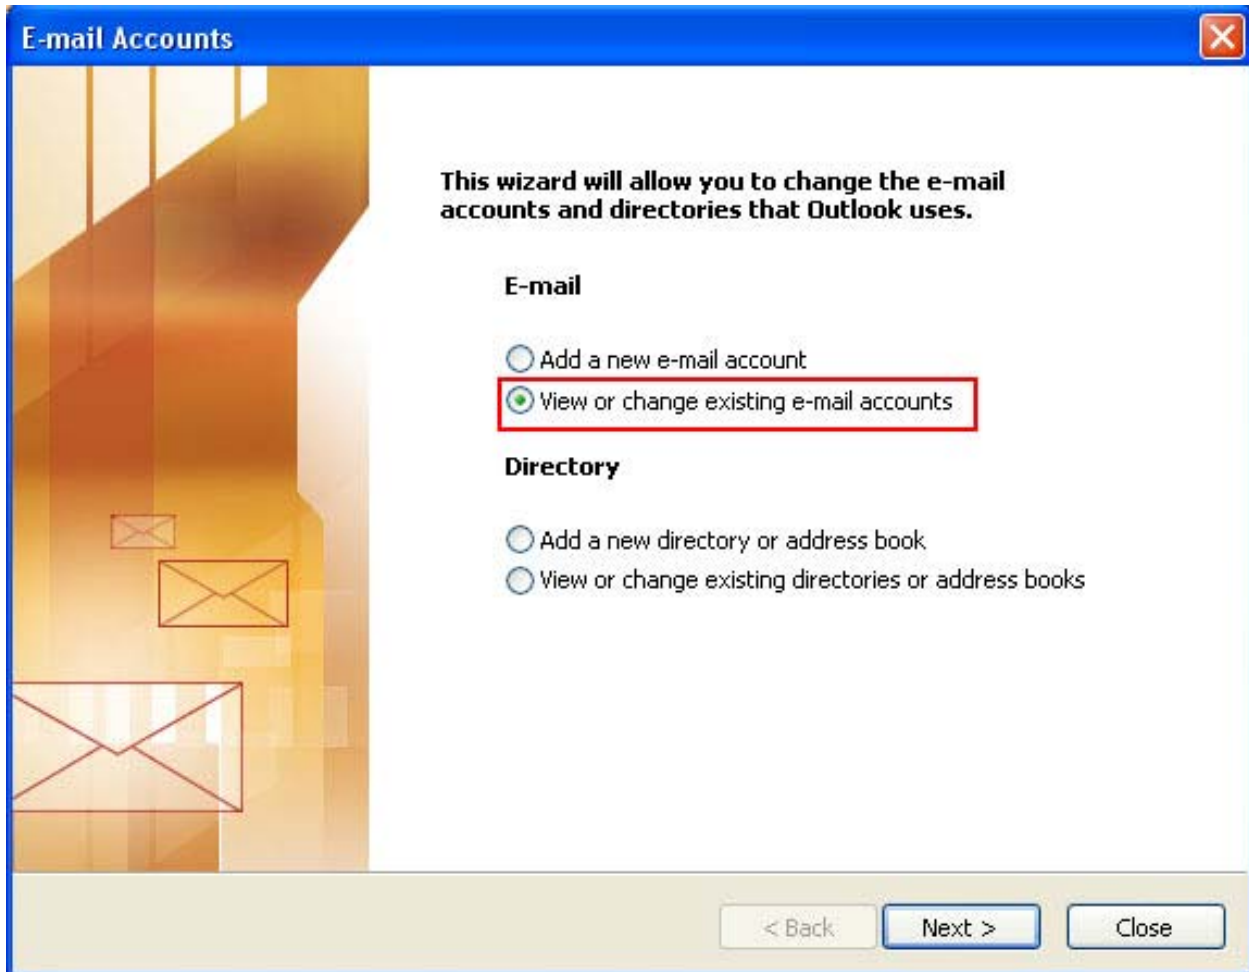 E-mail Accounts
This wizard will allow you to change the e-mail
accounts and directories that Outlook uses.
E-mail
Add a new e-mail account
View or change existing e-mail accounts
Directory
Add a new directory or address book
View or change existing directories or address books
< Back
Next >
Close